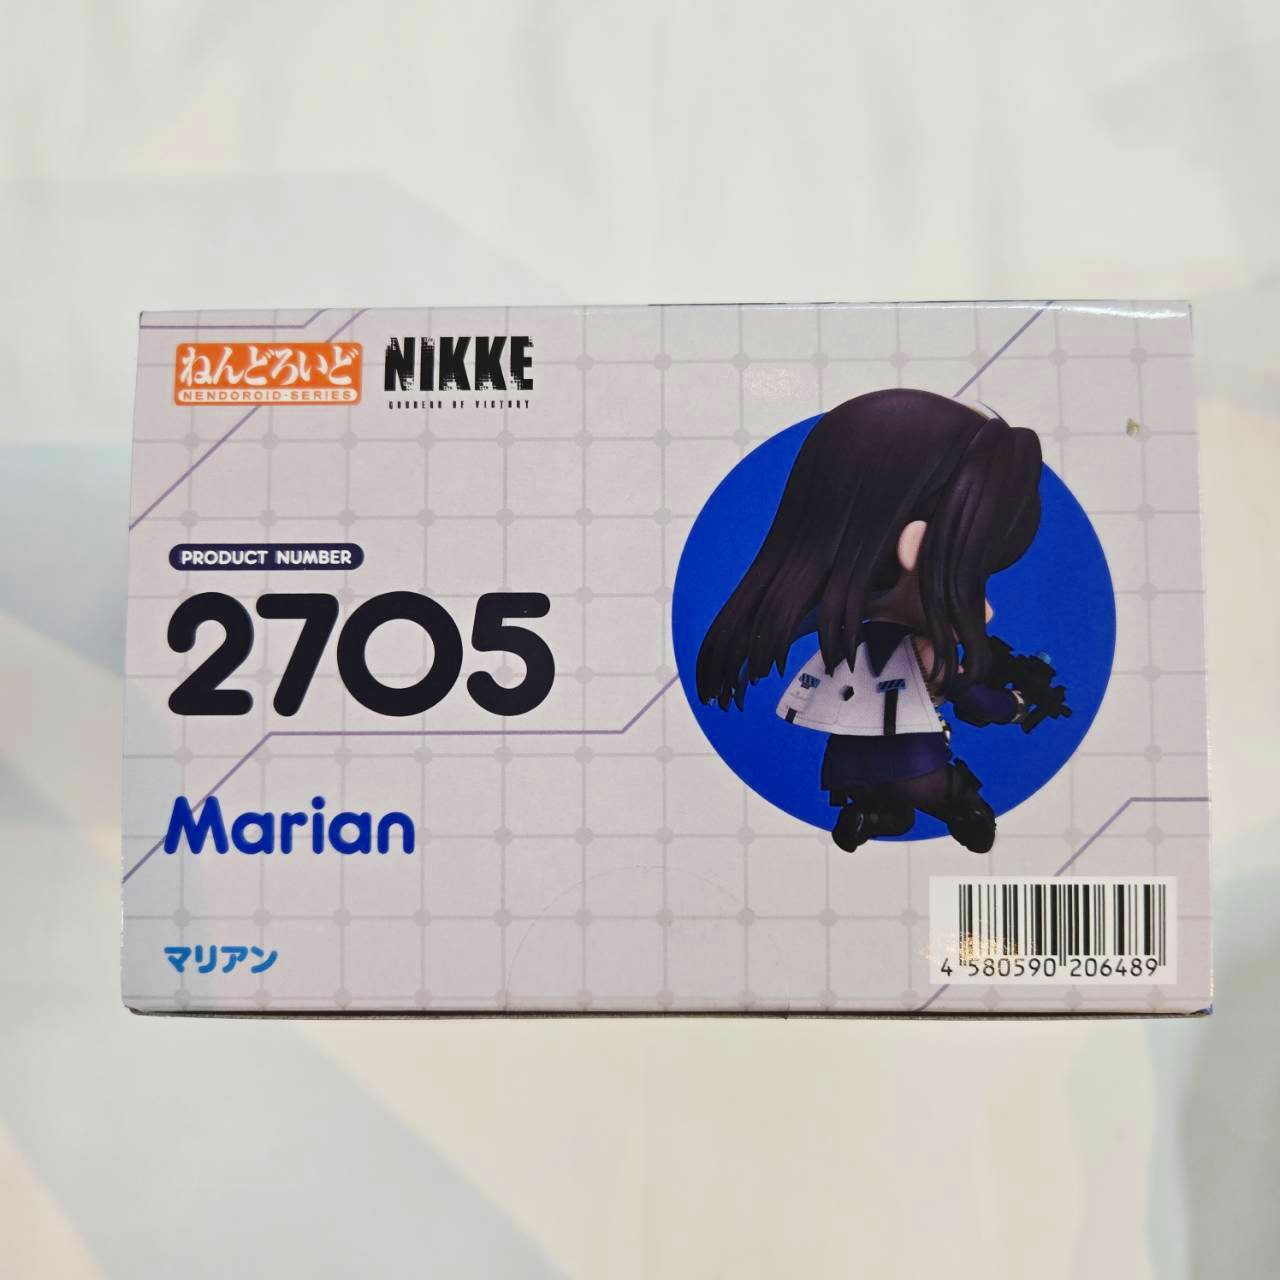 ねんどろいど
NENDOROID·SERIES
NIKKE
GODDESS OF VICTORY
PRODUCT NUMBER
2705
Marian
マリアン
4 580590 206489